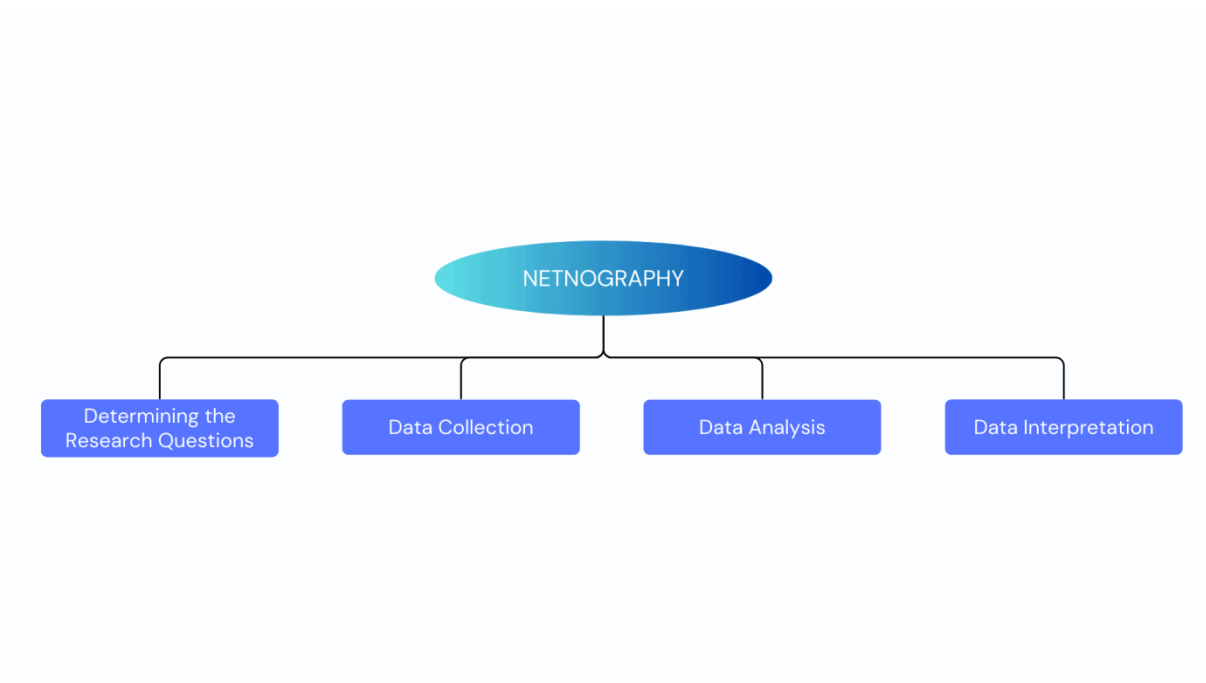 NETNOGRAPHY
Determining the
Research Questions
Data Collection
Data Analysis
Data Interpretation